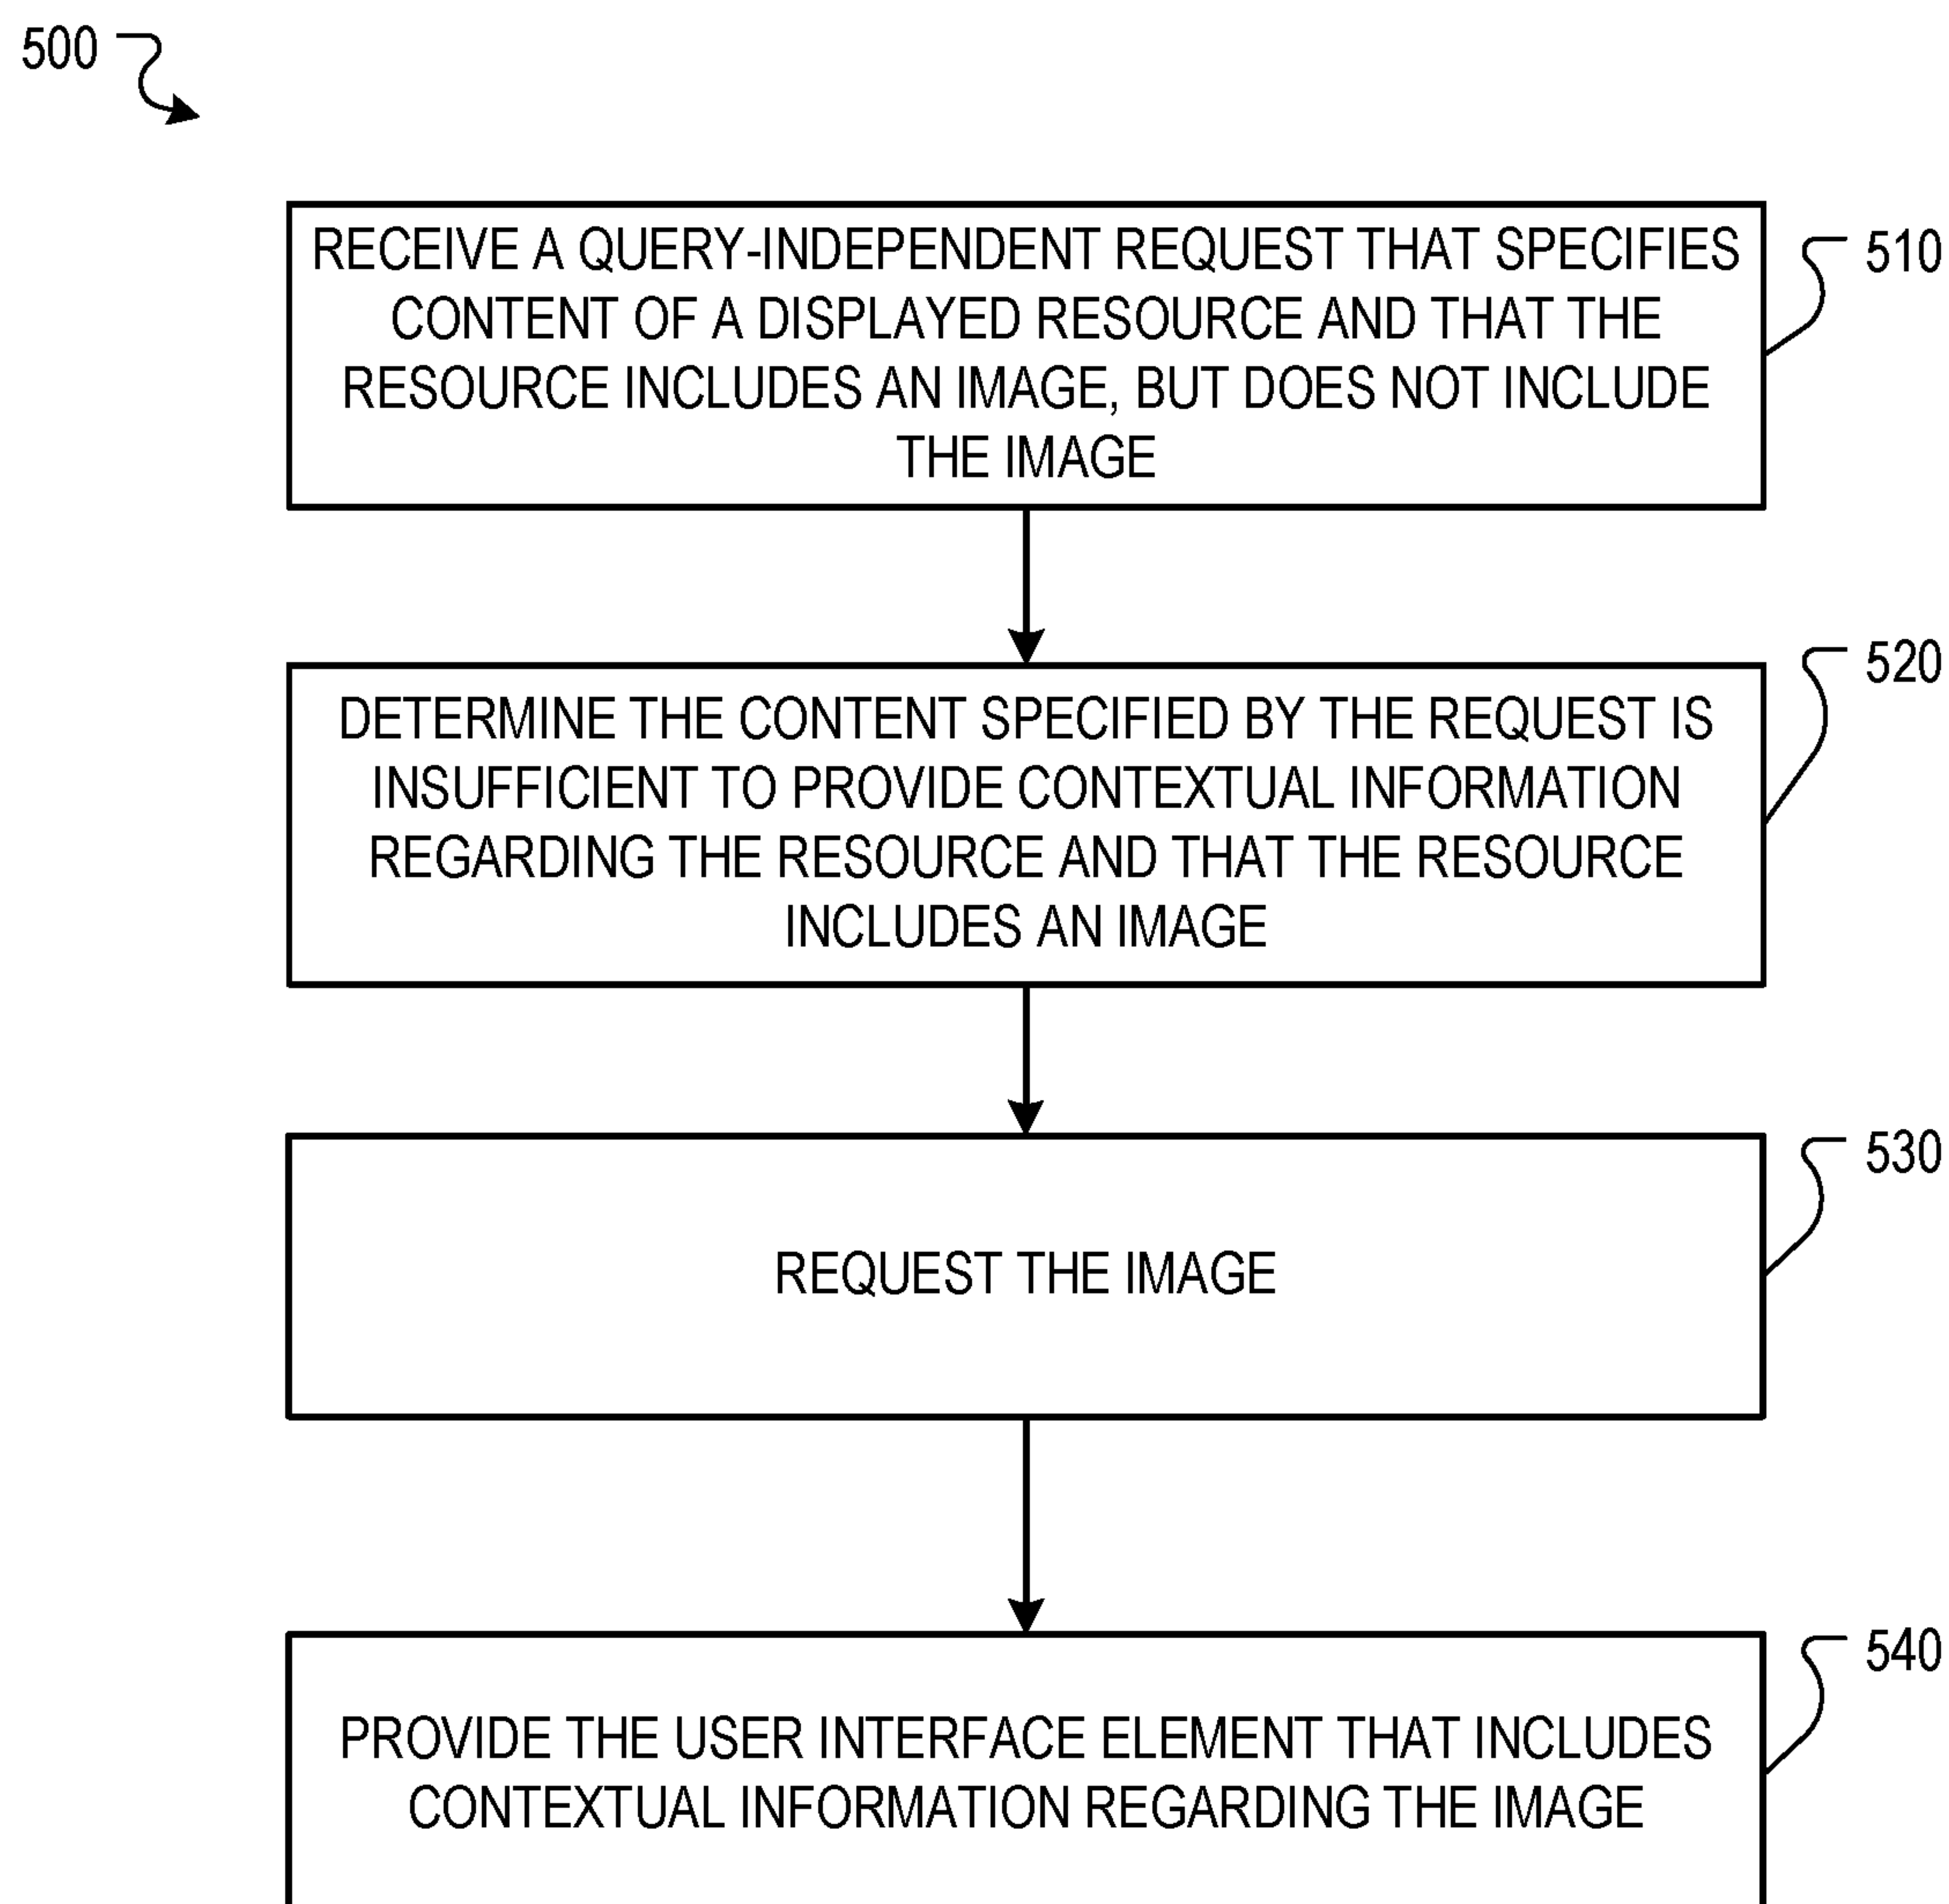 500
RECEIVE A QUERY-INDEPENDENT REQUEST THAT SPECIFIES
CONTENT OF A DISPLAYED RESOURCE AND THAT THE
RESOURCE INCLUDES AN IMAGE, BUT DOES NOT INCLUDE
THE IMAGE
510
DETERMINE THE CONTENT SPECIFIED BY THE REQUEST IS
INSUFFICIENT TO PROVIDE CONTEXTUAL INFORMATION
REGARDING THE RESOURCE AND THAT THE RESOURCE
INCLUDES AN IMAGE
520
REQUEST THE IMAGE
530
PROVIDE THE USER INTERFACE ELEMENT THAT INCLUDES
CONTEXTUAL INFORMATION REGARDING THE IMAGE
540